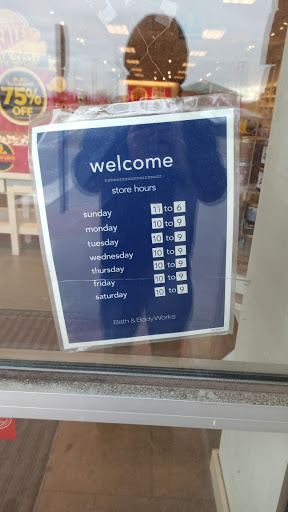 SALE
75%
OFF
welcome
store hours
sunday 11 to 6
monday 10 to 9
tuesday 10 to 9
wednesday 10 to 9
thursday 10 to 9
friday 10 to 9
saturday 10 to 9
Bath & Body Works